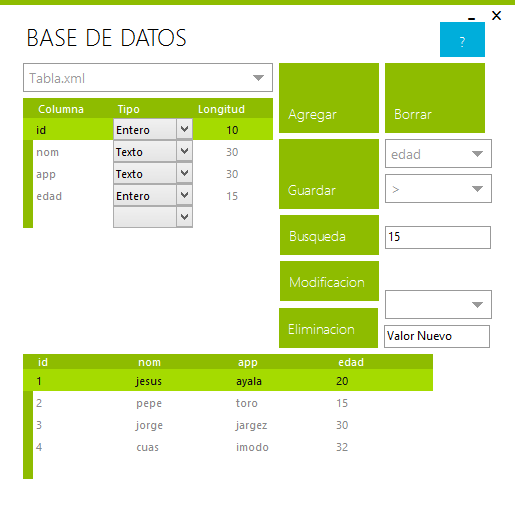 BASE DE DATOS
?
Tabla.xml
Agregar
Borrar
Columna Tipo Longitud
id Entero 10
nom Texto 30
app Texto 30
edad Entero 15
Guardar
edad
>
Busqueda
15
Modificacion
Eliminacion
Valor Nuevo
id nom app edad
1 jesus ayala 20
2 pepe toro 15
3 jorge jargez 30
4 cuas imodo 32